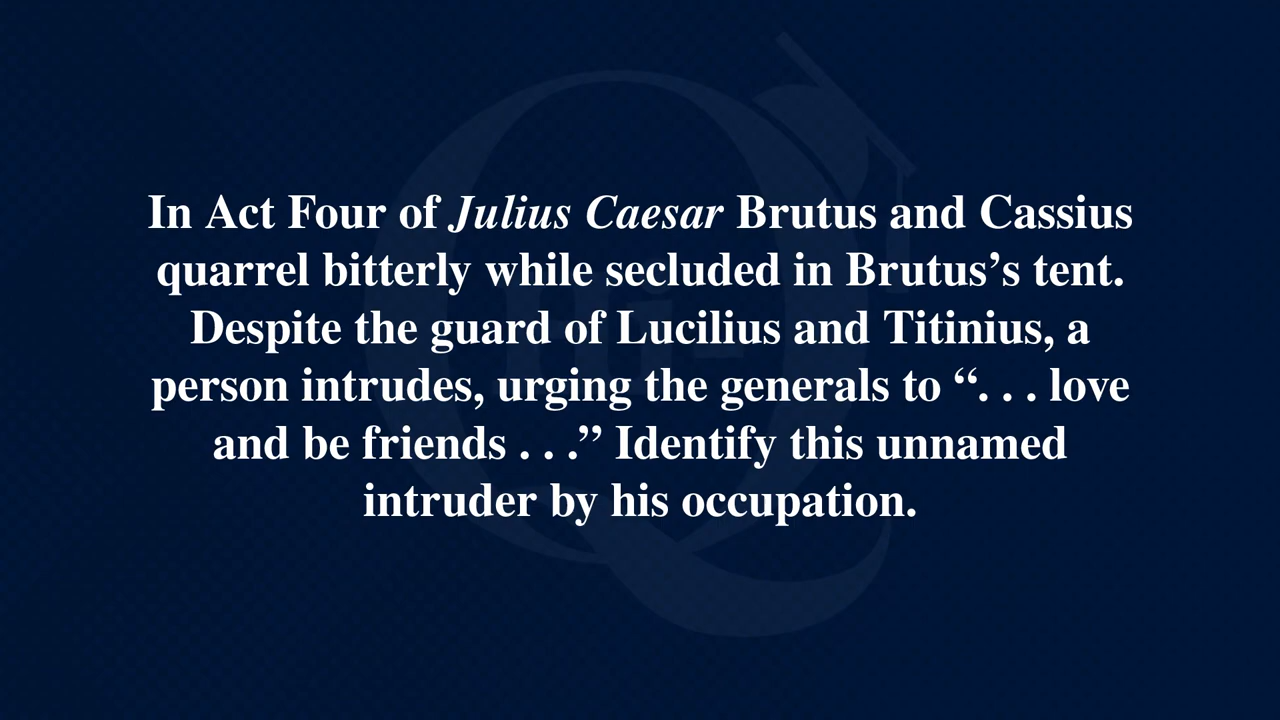 In Act Four of Julius Caesar Brutus and Cassius
quarrel bitterly while secluded in Brutus’s tent.
Despite the guard of Lucilius and Titinius, a
person intrudes, urging the generals to “. . . love
and be friends . . .” Identify this unnamed
intruder by his occupation.